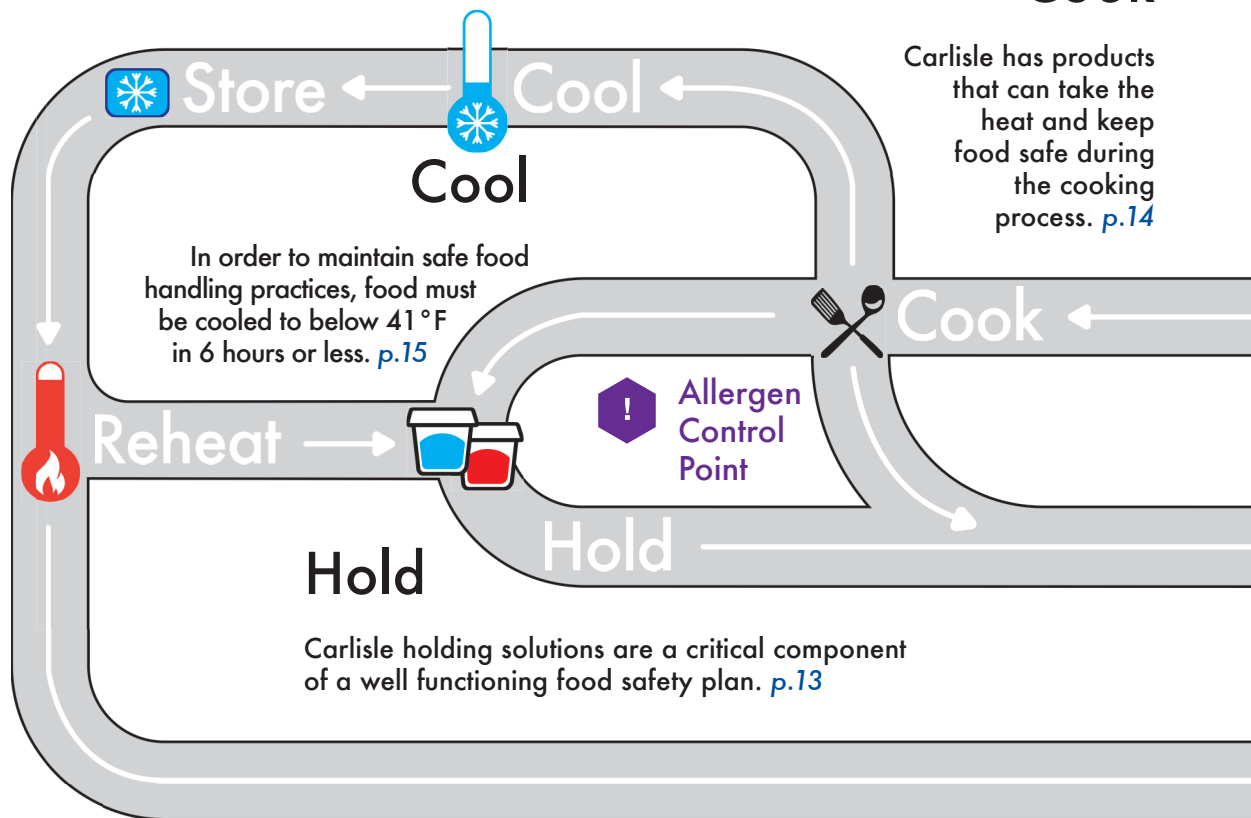 Cook
Carlisle has products
that can take the
heat and keep
food safe during
the cooking
process. p.14
Store
Cool
Cool
In order to maintain safe food
handling practices, food must
be cooled to below 41°F
in 6 hours or less. p.15
Cook
!
Allergen
Control
Point
Reheat
Hold
Hold
Carlisle holding solutions are a critical component
of a well functioning food safety plan. p.13